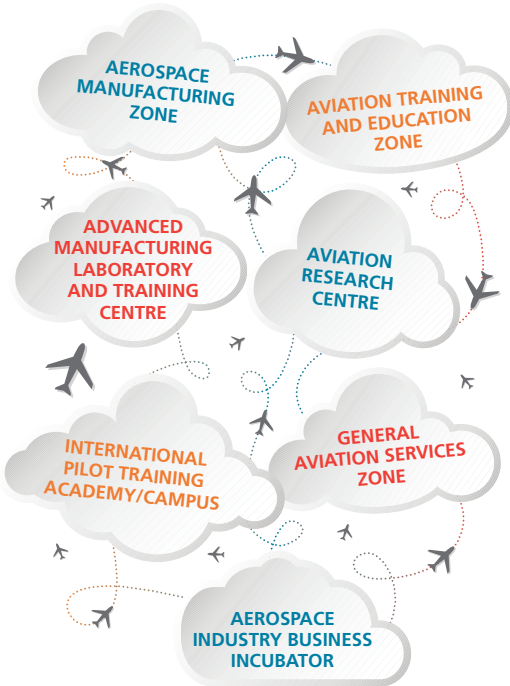 AEROSPACE
MANUFACTURING
ZONE
AVIATION TRAINING
AND EDUCATION
ZONE
ADVANCED
MANUFACTURING
LABORATORY
AND TRAINING
CENTRE
AVIATION
RESEARCH
CENTRE
INTERNATIONAL
PILOT TRAINING
ACADEMY/CAMPUS
GENERAL
AVIATION SERVICES
ZONE
AEROSPACE
INDUSTRY BUSINESS
INCUBATOR